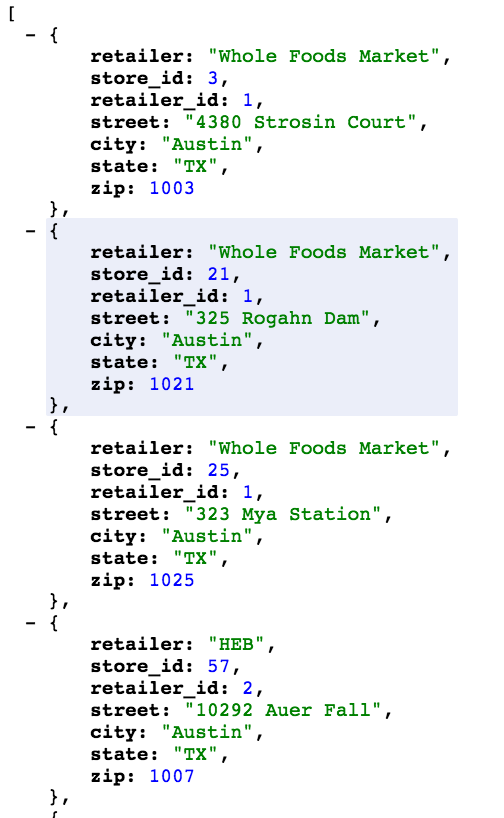 [
- {
retailer: "Whole Foods Market",
store_id: 3,
retailer_id: 1,
street: "4380 Strosin Court",
city: "Austin",
state: "TX",
zip: 1003
},
- {
retailer: "Whole Foods Market",
store_id: 21,
retailer_id: 1,
street: "325 Rogahn Dam",
city: "Austin",
state: "TX",
zip: 1021
},
- {
retailer: "Whole Foods Market",
store_id: 25,
retailer_id: 1,
street: "323 Mya Station",
city: "Austin",
state: "TX",
zip: 1025
},
- {
retailer: "HEB",
store_id: 57,
retailer_id: 2,
street: "10292 Auer Fall",
city: "Austin",
state: "TX",
zip: 1007
},